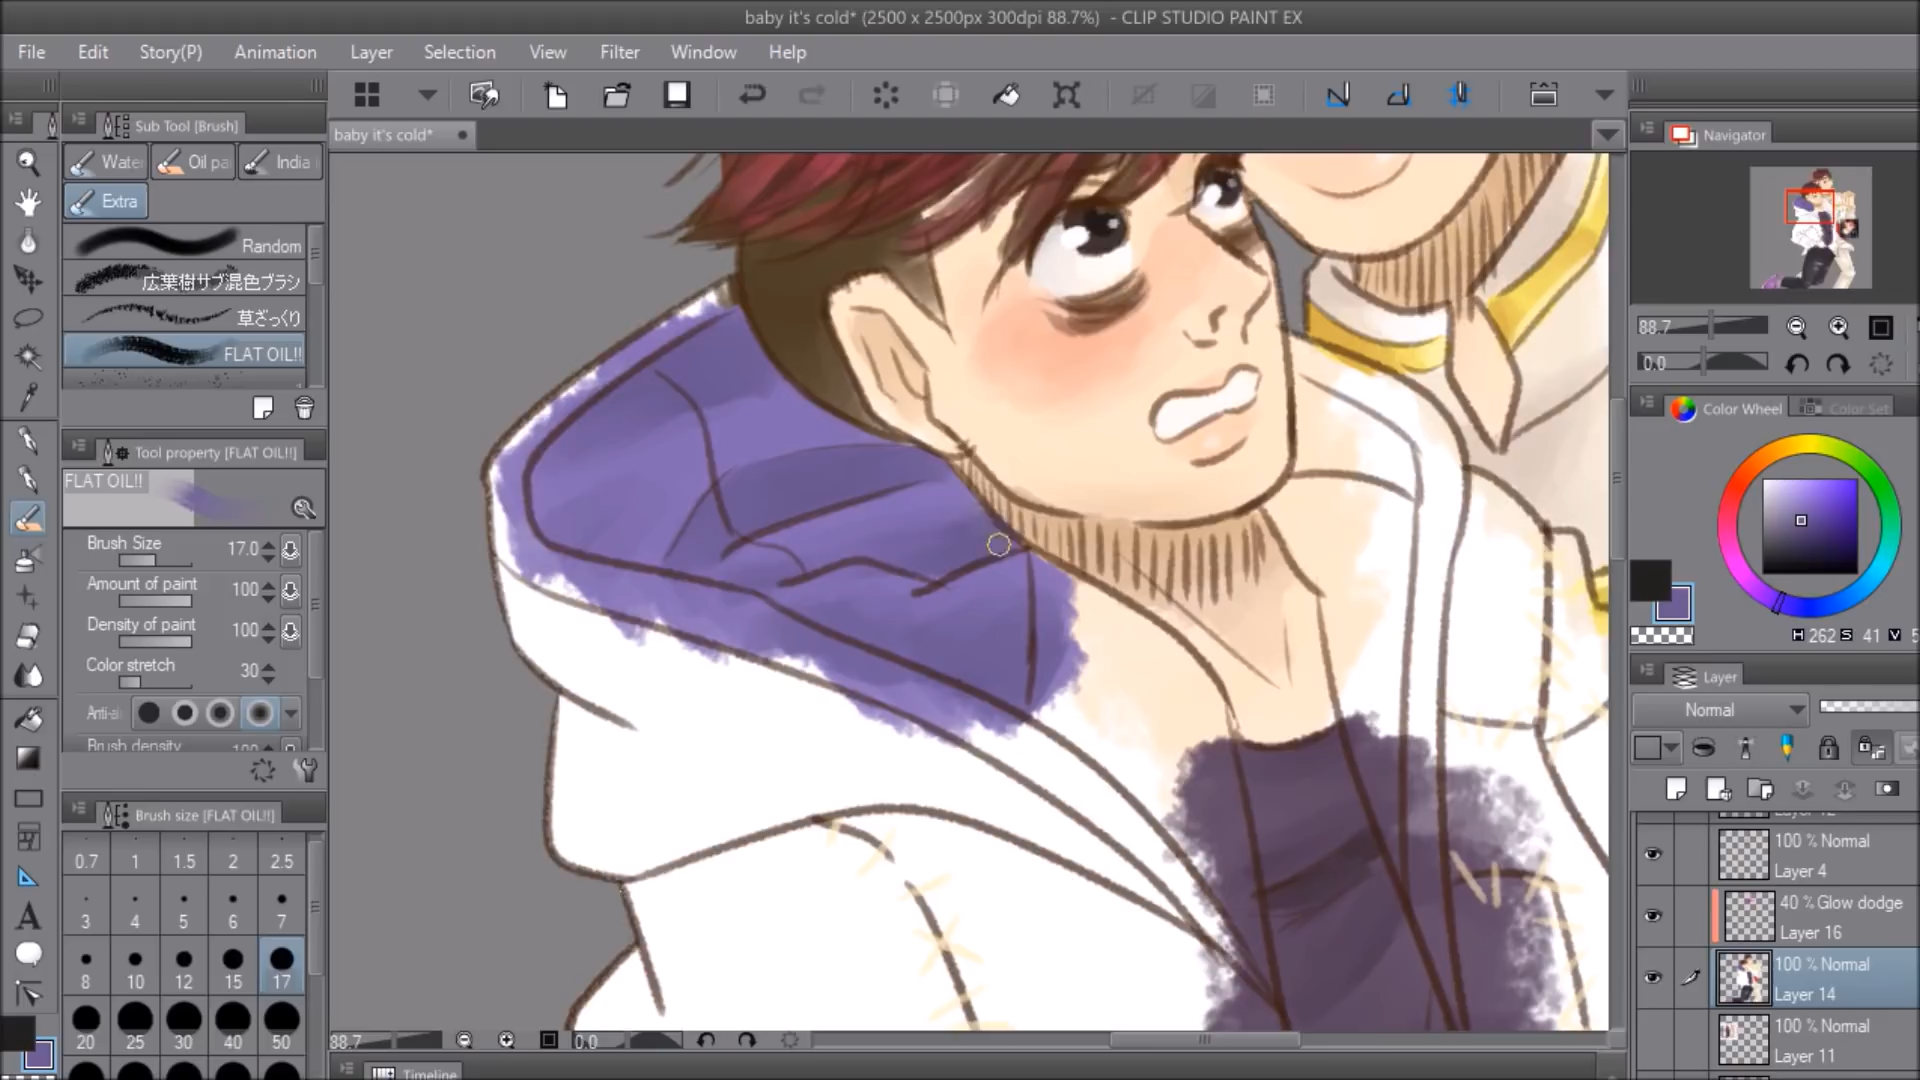 baby it's cold* (2500 x 2500px 300dpi 88.7%) - CLIP STUDIO PAINT EX
File Edit Story(P) Animation Layer Selection View Filter Window Help
Sub Tool [Brush]
baby it's cold*
Navigator
Wate Oil pa India
Extra
Random
広葉樹サブ混色ブラシ
草ざっくり
FLAT OIL!!
88.7
0.0
Color Wheel Color Set
Tool property [FLAT OIL!!]
FLAT OIL!!
Brush Size 17.0
Amount of paint 100
Density of paint 100
Color stretch 30
Anti-al
Brush density 100
H 262 S 41 V 5
Layer
Normal
Brush size [FLAT OIL!!]
0.7 1 1.5 2 2.5
3 4 5 6 7
8 10 12 15 17
20 25 30 40 50
Layer 12
100 % Normal
Layer 4
40 % Glow dodge
Layer 16
100 % Normal
Layer 14
100 % Normal
Layer 11
88.7 0.0
Timeline